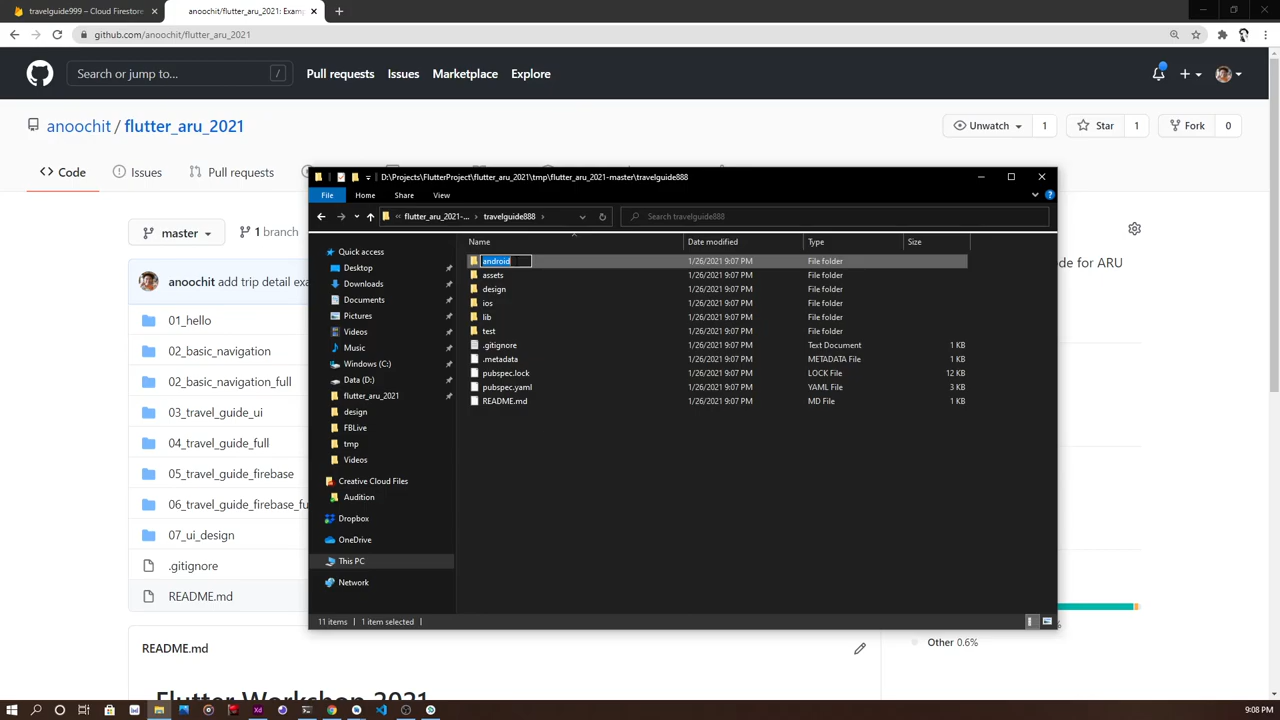 travelguide999 – Cloud Firestore
anoochit/flutter_aru_2021: Exam
github.com/anoochit/flutter_aru_2021
Search or jump to...
/
Pull requests
Issues
Marketplace
Explore
anoochit / flutter_aru_2021
Unwatch
1
Star
1
Fork
0
Code
Issues
Pull requests
master
1 branch
anoochit add trip detail exa
de for ARU
01_hello
02_basic_navigation
02_basic_navigation_full
03_travel_guide_ui
04_travel_guide_full
05_travel_guide_firebase
06_travel_guide_firebase_fu
07_ui_design
.gitignore
README.md
README.md
Flutter Workshop 2021
Other 0.6%
D:\Projects\FlutterProject\flutter_aru_2021\tmp\flutter_aru_2021-master\travelguide888
File
Home
Share
View
flutter_aru_2021-...
travelguide888
Search travelguide888
Quick access
Desktop
Downloads
Documents
Pictures
Videos
Music
Windows (C:)
Data (D:)
flutter_aru_2021
design
FBLive
tmp
Videos
Creative Cloud Files
Audition
Dropbox
OneDrive
This PC
Network
Name Date modified Type Size
android 1/26/2021 9:07 PM File folder
assets 1/26/2021 9:07 PM File folder
design 1/26/2021 9:07 PM File folder
ios 1/26/2021 9:07 PM File folder
lib 1/26/2021 9:07 PM File folder
test 1/26/2021 9:07 PM File folder
.gitignore 1/26/2021 9:07 PM Text Document 1 KB
.metadata 1/26/2021 9:07 PM METADATA File 1 KB
pubspec.lock 1/26/2021 9:07 PM LOCK File 12 KB
pubspec.yaml 1/26/2021 9:07 PM YAML File 3 KB
README.md 1/26/2021 9:07 PM MD File 1 KB
11 items
1 item selected
Xd
9:08 PM